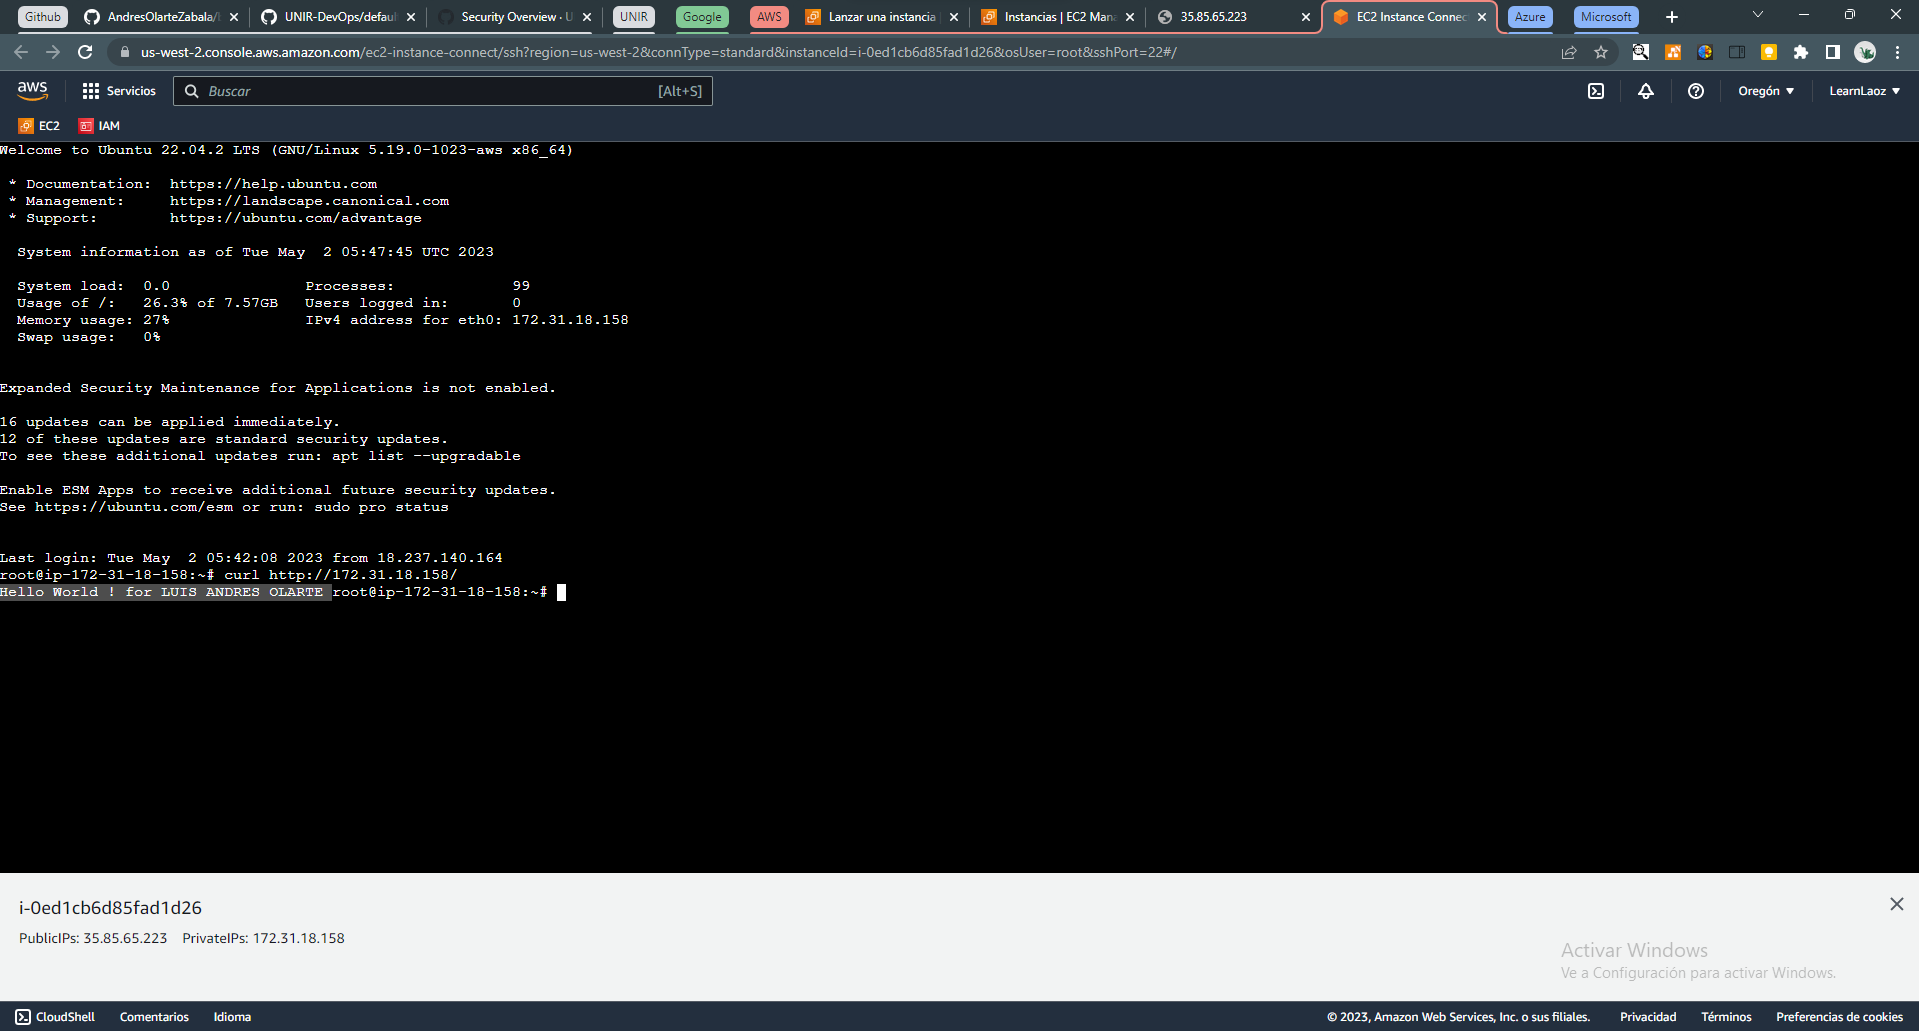 Github
AndresOlarteZabala/
UNIR-DevOps/defaul
Security Overview · U
UNIR
Google
AWS
Lanzar una instancia
Instancias | EC2 Mana
35.85.65.223
EC2 Instance Connec
Azure
Microsoft
us-west-2.console.aws.amazon.com/ec2-instance-connect/ssh?region=us-west-2&connType=standard&instanceId=i-0ed1cb6d85fad1d26&osUser=root&sshPort=22#/
aws
Servicios
Buscar
[Alt+S]
Oregón
LearnLaoz
EC2
IAM
Welcome to Ubuntu 22.04.2 LTS (GNU/Linux 5.19.0-1023-aws x86_64)
* Documentation: https://help.ubuntu.com
* Management: https://landscape.canonical.com
* Support: https://ubuntu.com/advantage
System information as of Tue May 2 05:47:45 UTC 2023
System load: 0.0 Processes: 99
Usage of /: 26.3% of 7.57GB Users logged in: 0
Memory usage: 27% IPv4 address for eth0: 172.31.18.158
Swap usage: 0%
Expanded Security Maintenance for Applications is not enabled.
16 updates can be applied immediately.
12 of these updates are standard security updates.
To see these additional updates run: apt list --upgradable
Enable ESM Apps to receive additional future security updates.
See https://ubuntu.com/esm or run: sudo pro status
Last login: Tue May 2 05:42:08 2023 from 18.237.140.164
root@ip-172-31-18-158:~# curl http://172.31.18.158/
Hello World ! for LUIS ANDRES OLARTE root@ip-172-31-18-158:~#
i-0ed1cb6d85fad1d26
PublicIPs: 35.85.65.223 PrivateIPs: 172.31.18.158
Activar Windows
Ve a Configuración para activar Windows.
CloudShell
Comentarios
Idioma
© 2023, Amazon Web Services, Inc. o sus filiales.
Privacidad
Términos
Preferencias de cookies